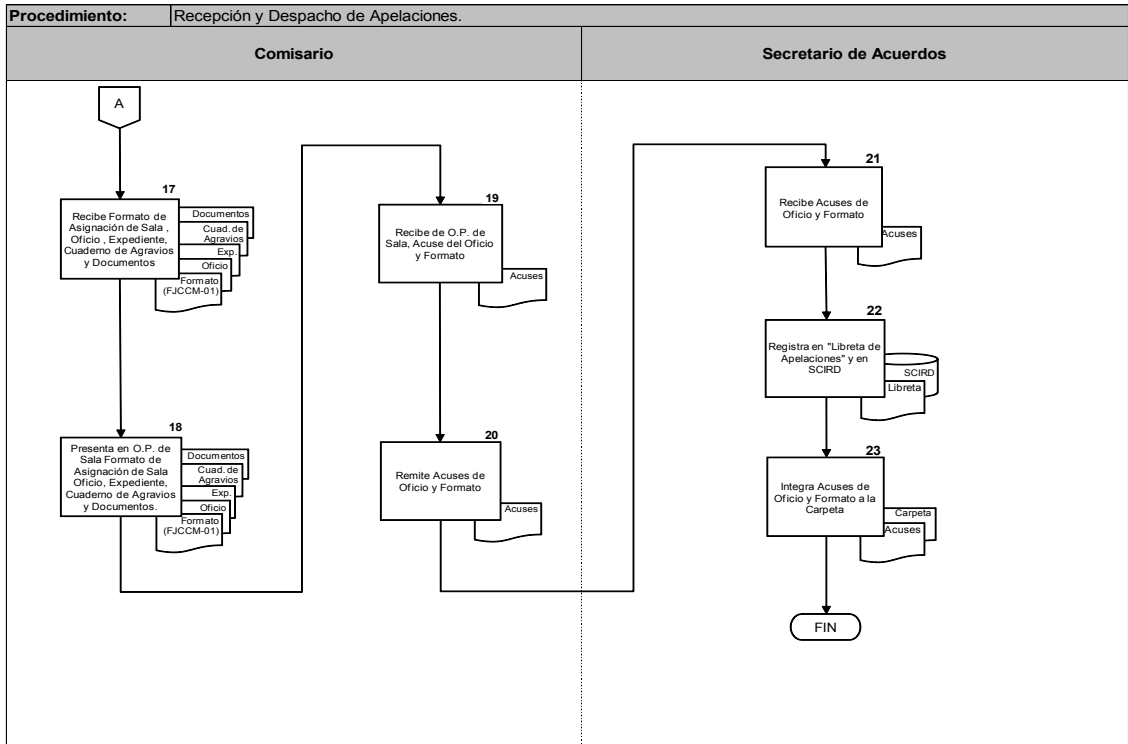 Procedimiento: Recepción y Despacho de Apelaciones.
Comisario
Secretario de Acuerdos
A
17
Recibe Formato de
Asignación de Sala ,
Oficio , Expediente,
Cuaderno de Agravios
y Documentos
Documentos
Cuad. de
Agravios
Exp.
Oficio
Formato
(FJCCM-01)
18
Presenta en O.P. de
Sala Formato de
Asignación de Sala
Oficio, Expediente,
Cuaderno de Agravios
y Documentos.
Documentos
Cuad. de
Agravios
Exp.
Oficio
Formato
(FJCCM-01)
19
Recibe de O.P. de
Sala, Acuse del Oficio
y Formato
Acuses
20
Remite Acuses de
Oficio y Formato
Acuses
21
Recibe Acuses de
Oficio y Formato
Acuses
22
Registra en "Libreta de
Apelaciones" y en
SCIRD
SCIRD
Libreta
23
Integra Acuses de
Oficio y Formato a la
Carpeta
Carpeta
Acuses
FIN